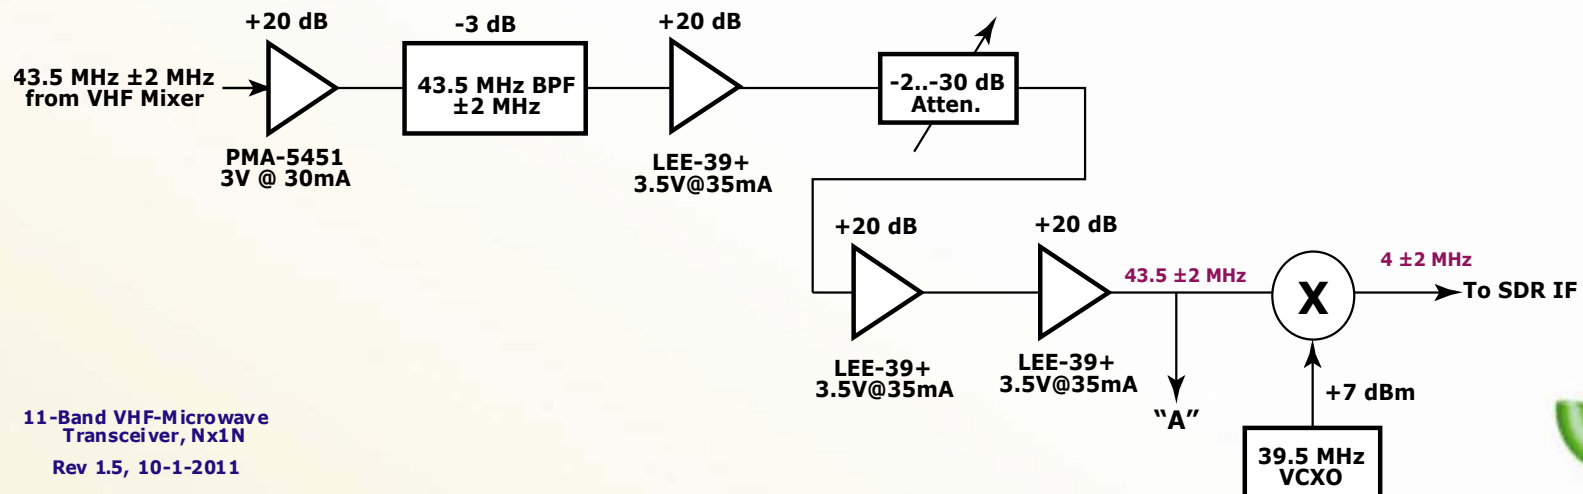 +20 dB
-3 dB
+20 dB
43.5 MHz ±2 MHz
from VHF Mixer
43.5 MHz BPF
±2 MHz
-2..-30 dB
Atten.
PMA-5451
3V @ 30mA
LEE-39+
3.5V@35mA
+20 dB
+20 dB
43.5 ±2 MHz
4 ±2 MHz
X
To SDR IF
LEE-39+
3.5V@35mA
LEE-39+
3.5V@35mA
"A"
+7 dBm
39.5 MHz
VCXO
11-Band VHF-Microwave
Transceiver, Nx1N
Rev 1.5, 10-1-2011